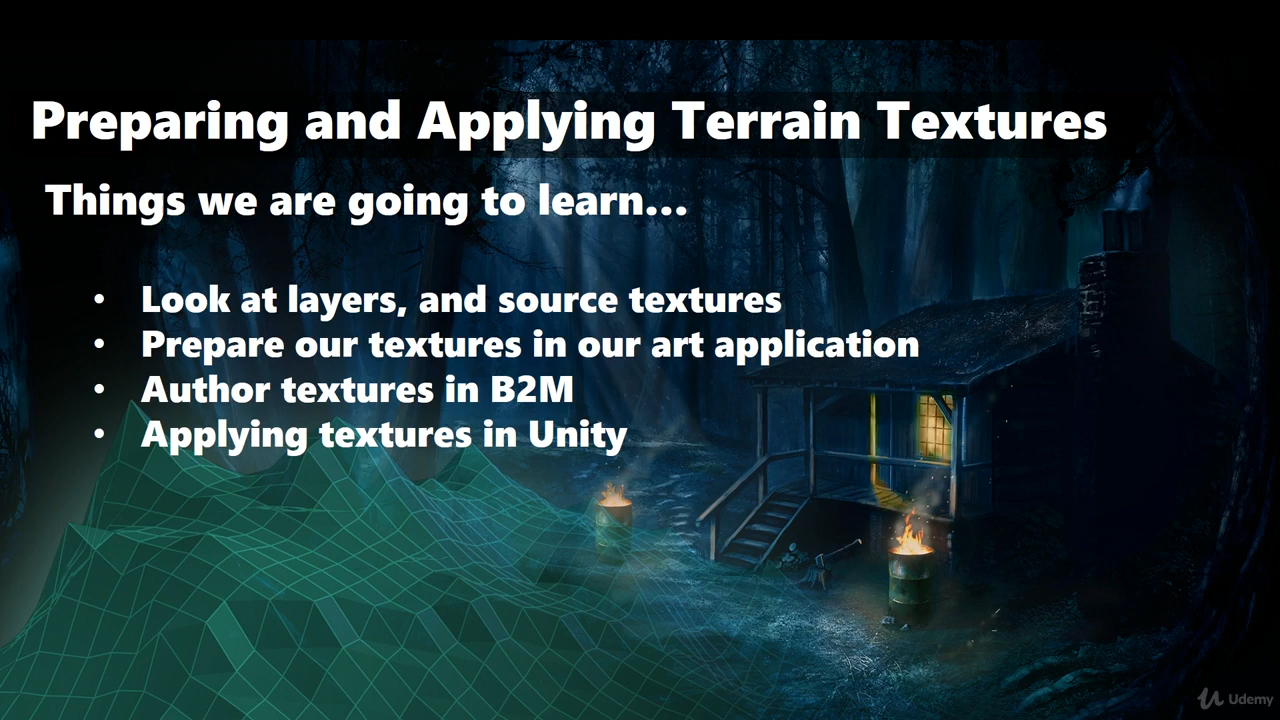 Preparing and Applying Terrain Textures
Things we are going to learn...
• Look at layers, and source textures
• Prepare our textures in our art application
• Author textures in B2M
• Applying textures in Unity
Udemy